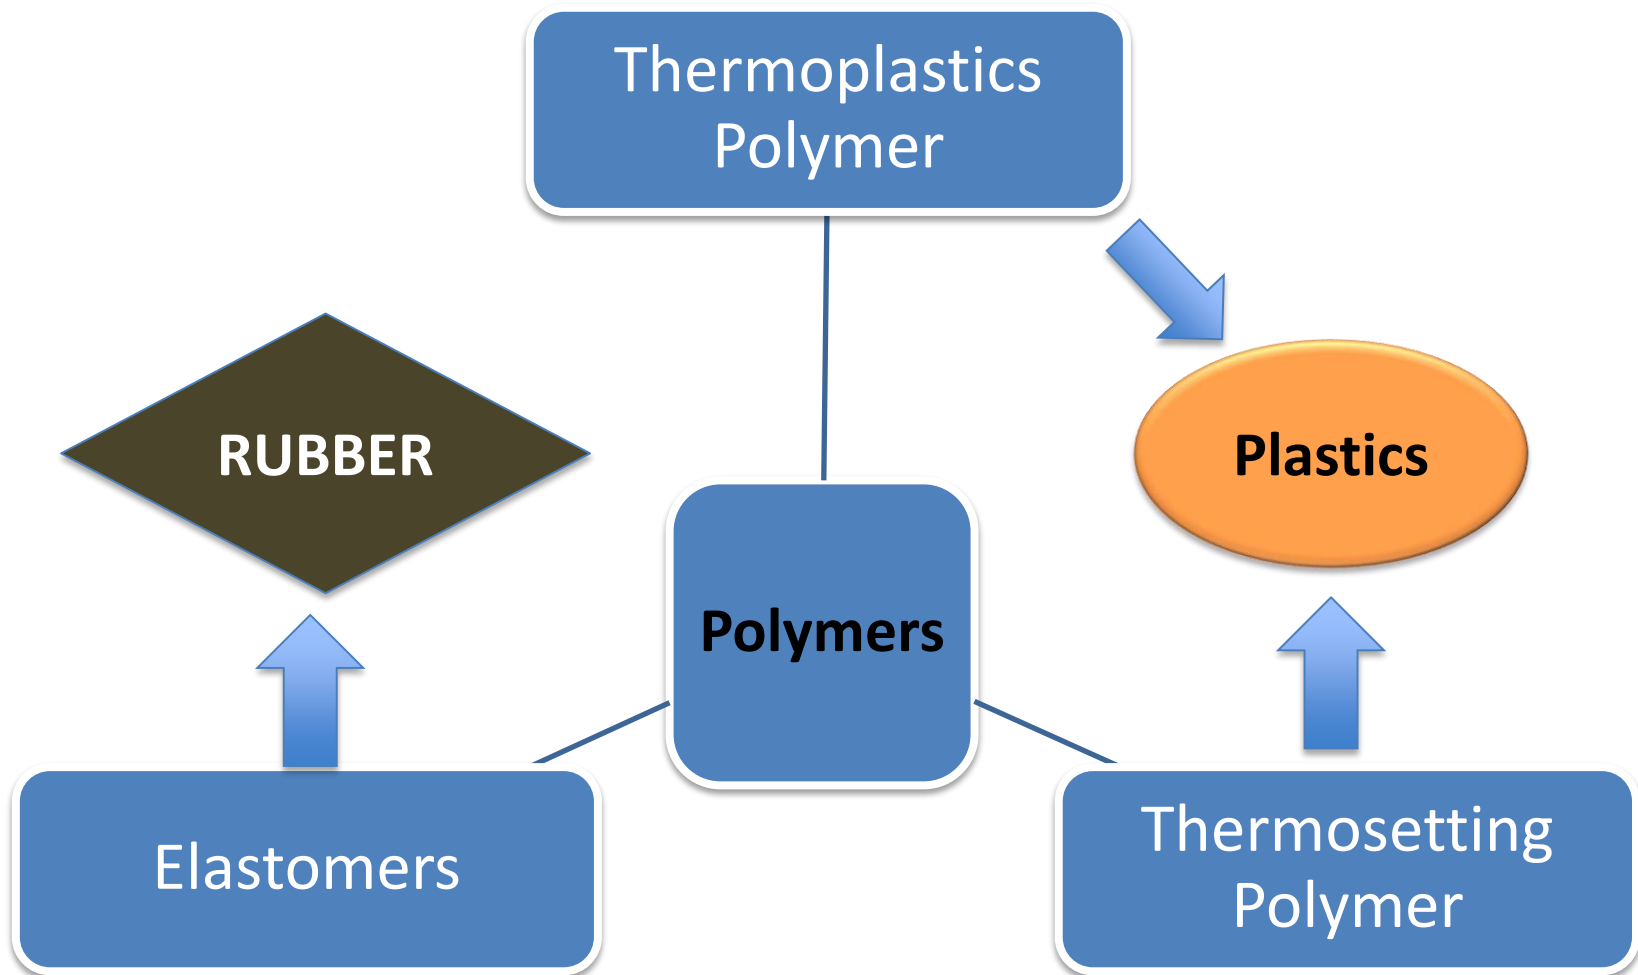 Thermoplastics
Polymer
RUBBER
Plastics
Polymers
Elastomers
Thermosetting
Polymer